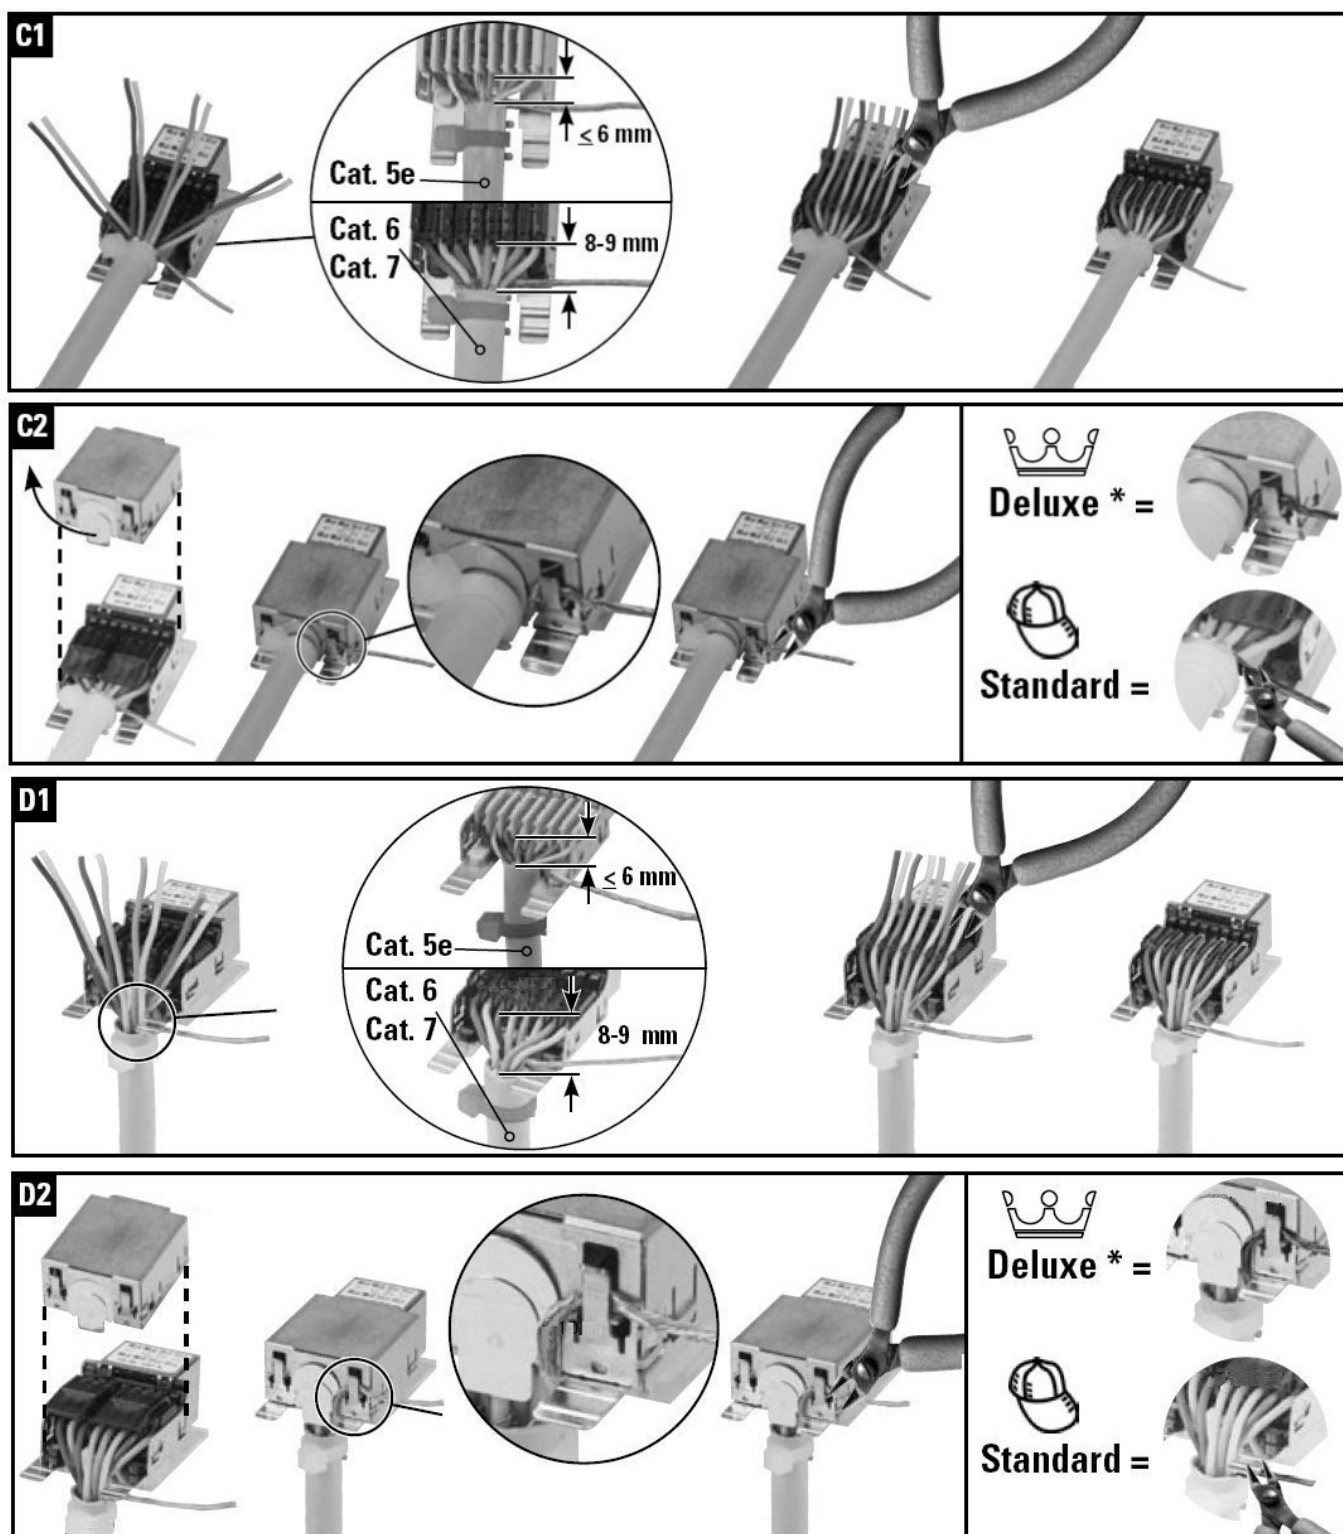 C1
≤ 6 mm
Cat. 5e
Cat. 6
8-9 mm
Cat. 7
C2
Deluxe * =
Standard =
D1
≤ 6 mm
Cat. 5e
Cat. 6
Cat. 7
8-9 mm
D2
Deluxe * =
Standard =